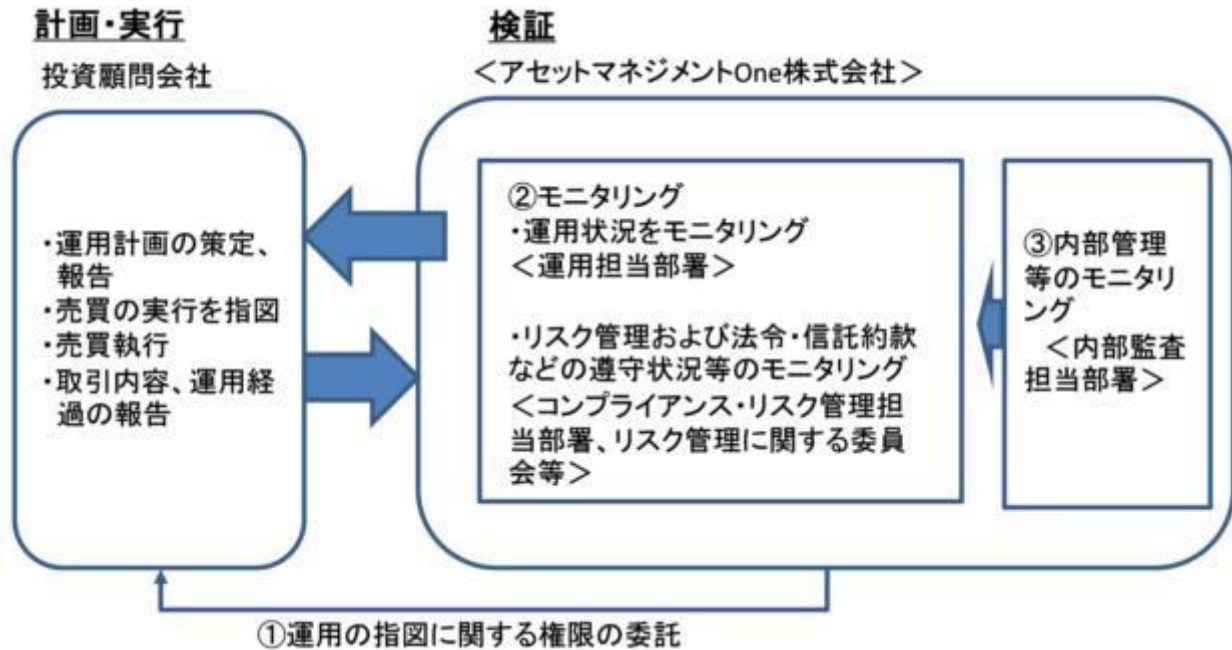 計画・実行
投資顧問会社
・運用計画の策定、
報告
・売買の実行を指図
・売買執行
・取引内容、運用経
過の報告
検証
＜アセットマネジメントOne株式会社＞
②モニタリング
・運用状況をモニタリング
＜運用担当部署＞
・リスク管理および法令・信託約款
などの遵守状況等のモニタリング
＜コンプライアンス・リスク管理担
当部署、リスク管理に関する委員
会等＞
③内部管理
等のモニタリ
ング
＜内部監査
担当部署＞
①運用の指図に関する権限の委託